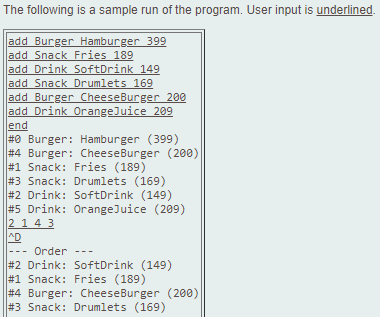 The following is a sample run of the program. User input is underlined.
add Burger Hamburger 399
add Snack Fries 189
add Drink SoftDrink 149
add Snack Drumlets 169
add Burger CheeseBurger 200
add Drink OrangeJuice 209
end
#0 Burger: Hamburger (399)
#4 Burger: CheeseBurger (200)
#1 Snack: Fries (189)
#3 Snack: Drumlets (169)
#2 Drink: SoftDrink (149)
#5 Drink: OrangeJuice (209)
2 1 4 3
^D
--- Order ---
#2 Drink: SoftDrink (149)
#1 Snack: Fries (189)
#4 Burger: CheeseBurger (200)
#3 Snack: Drumlets (169)